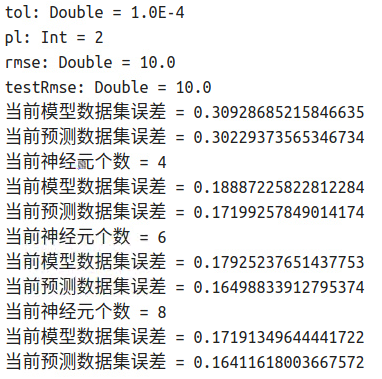 tol: Double = 1.0E-4
pl: Int = 2
rmse: Double = 10.0
testRmse: Double = 10.0
当前模型数据集误差 = 0.30928685215846635
当前预测数据集误差 = 0.30229373565346734
当前神经元个数 = 4
当前模型数据集误差 = 0.18887225822812284
当前预测数据集误差 = 0.17199257849014174
当前神经元个数 = 6
当前模型数据集误差 = 0.17925237651437753
当前预测数据集误差 = 0.16498833912795374
当前神经元个数 = 8
当前模型数据集误差 = 0.17191349644441722
当前预测数据集误差 = 0.16411618003667572